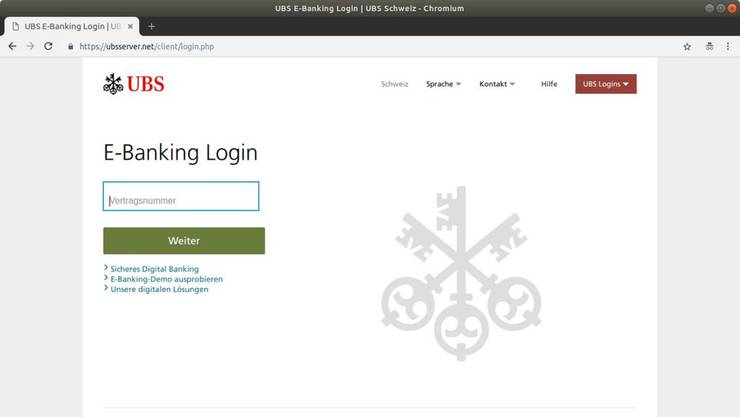 UBS E-Banking Login | UBS Schweiz - Chromium
UBS E-Banking Login | UB
https://ubsserver.net/client/login.php
UBS
Schweiz Sprache Kontakt Hilfe UBS Logins
E-Banking Login
Vertragsnummer
Weiter
Sicheres Digital Banking
E-Banking-Demo ausprobieren
Unsere digitalen Lösungen